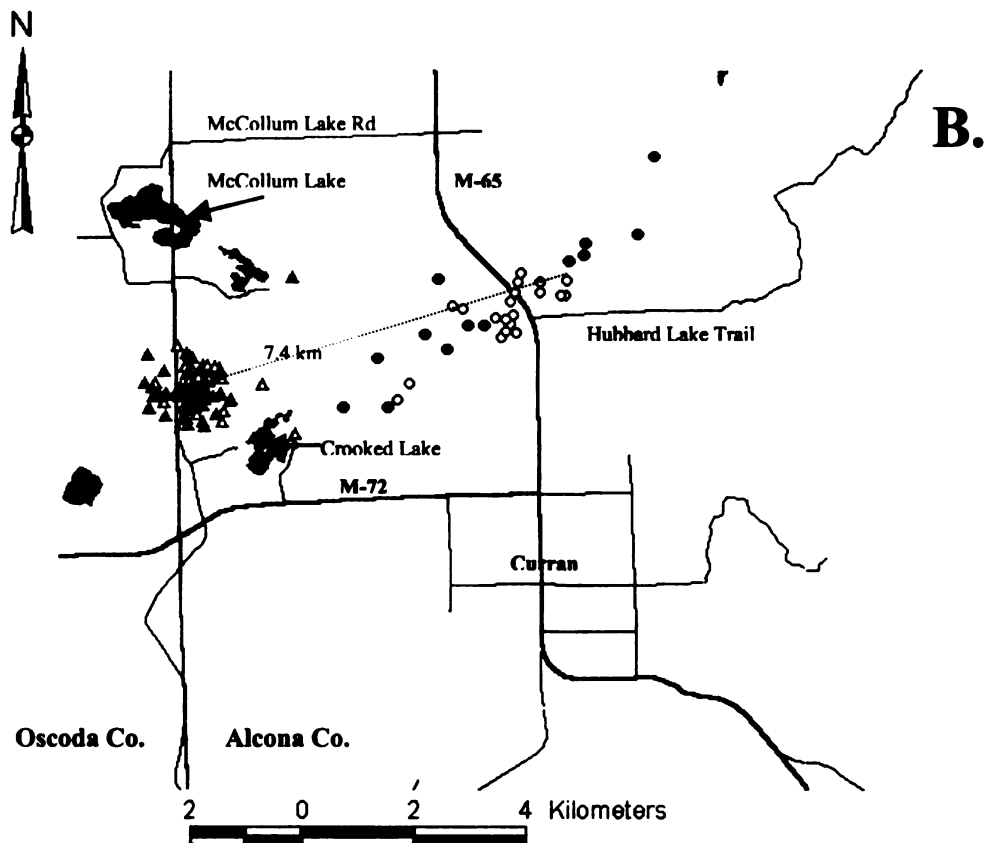 N
B.
McCollum Lake Rd
McCollum Lake
M-65
Hubbard Lake Trail
7.4 km
Crooked Lake
M-72
Curran
Oscoda Co.
Alcona Co.
2 0 2 4 Kilometers